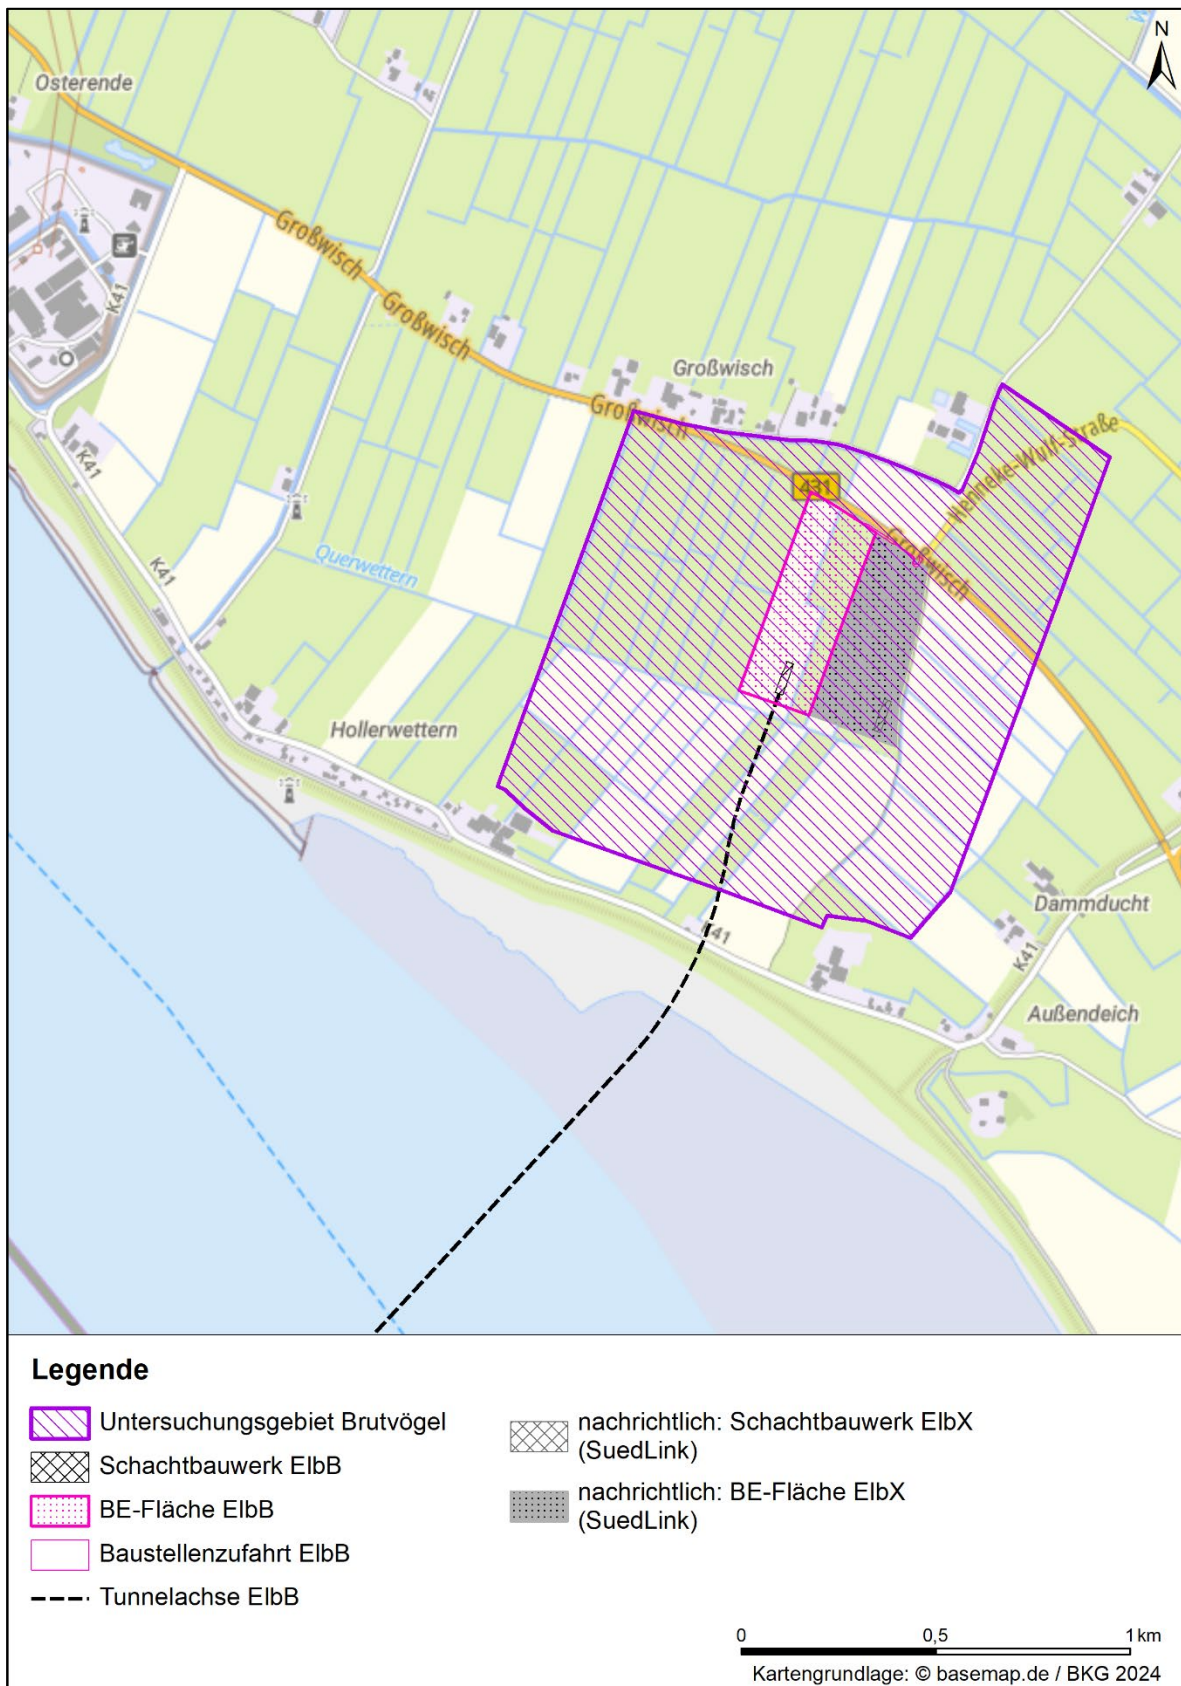 N
Osterende
Großwisch
K41
Großwisch
Großwisch
Großwisch
K41
431
Henneke-Wulf-Straße
Großwisch
Querwettern
K41
Hollerwettern
Dammducht
K41
K41
Außendeich
Legende
Untersuchungsgebiet Brutvögel
Schachtbauwerk ElbB
BE-Fläche ElbB
Baustellenzufahrt ElbB
Tunnelachse ElbB
nachrichtlich: Schachtbauwerk ElbX
(SuedLink)
nachrichtlich: BE-Fläche ElbX
(SuedLink)
0 0,5 1 km
Kartengrundlage: © basemap.de / BKG 2024